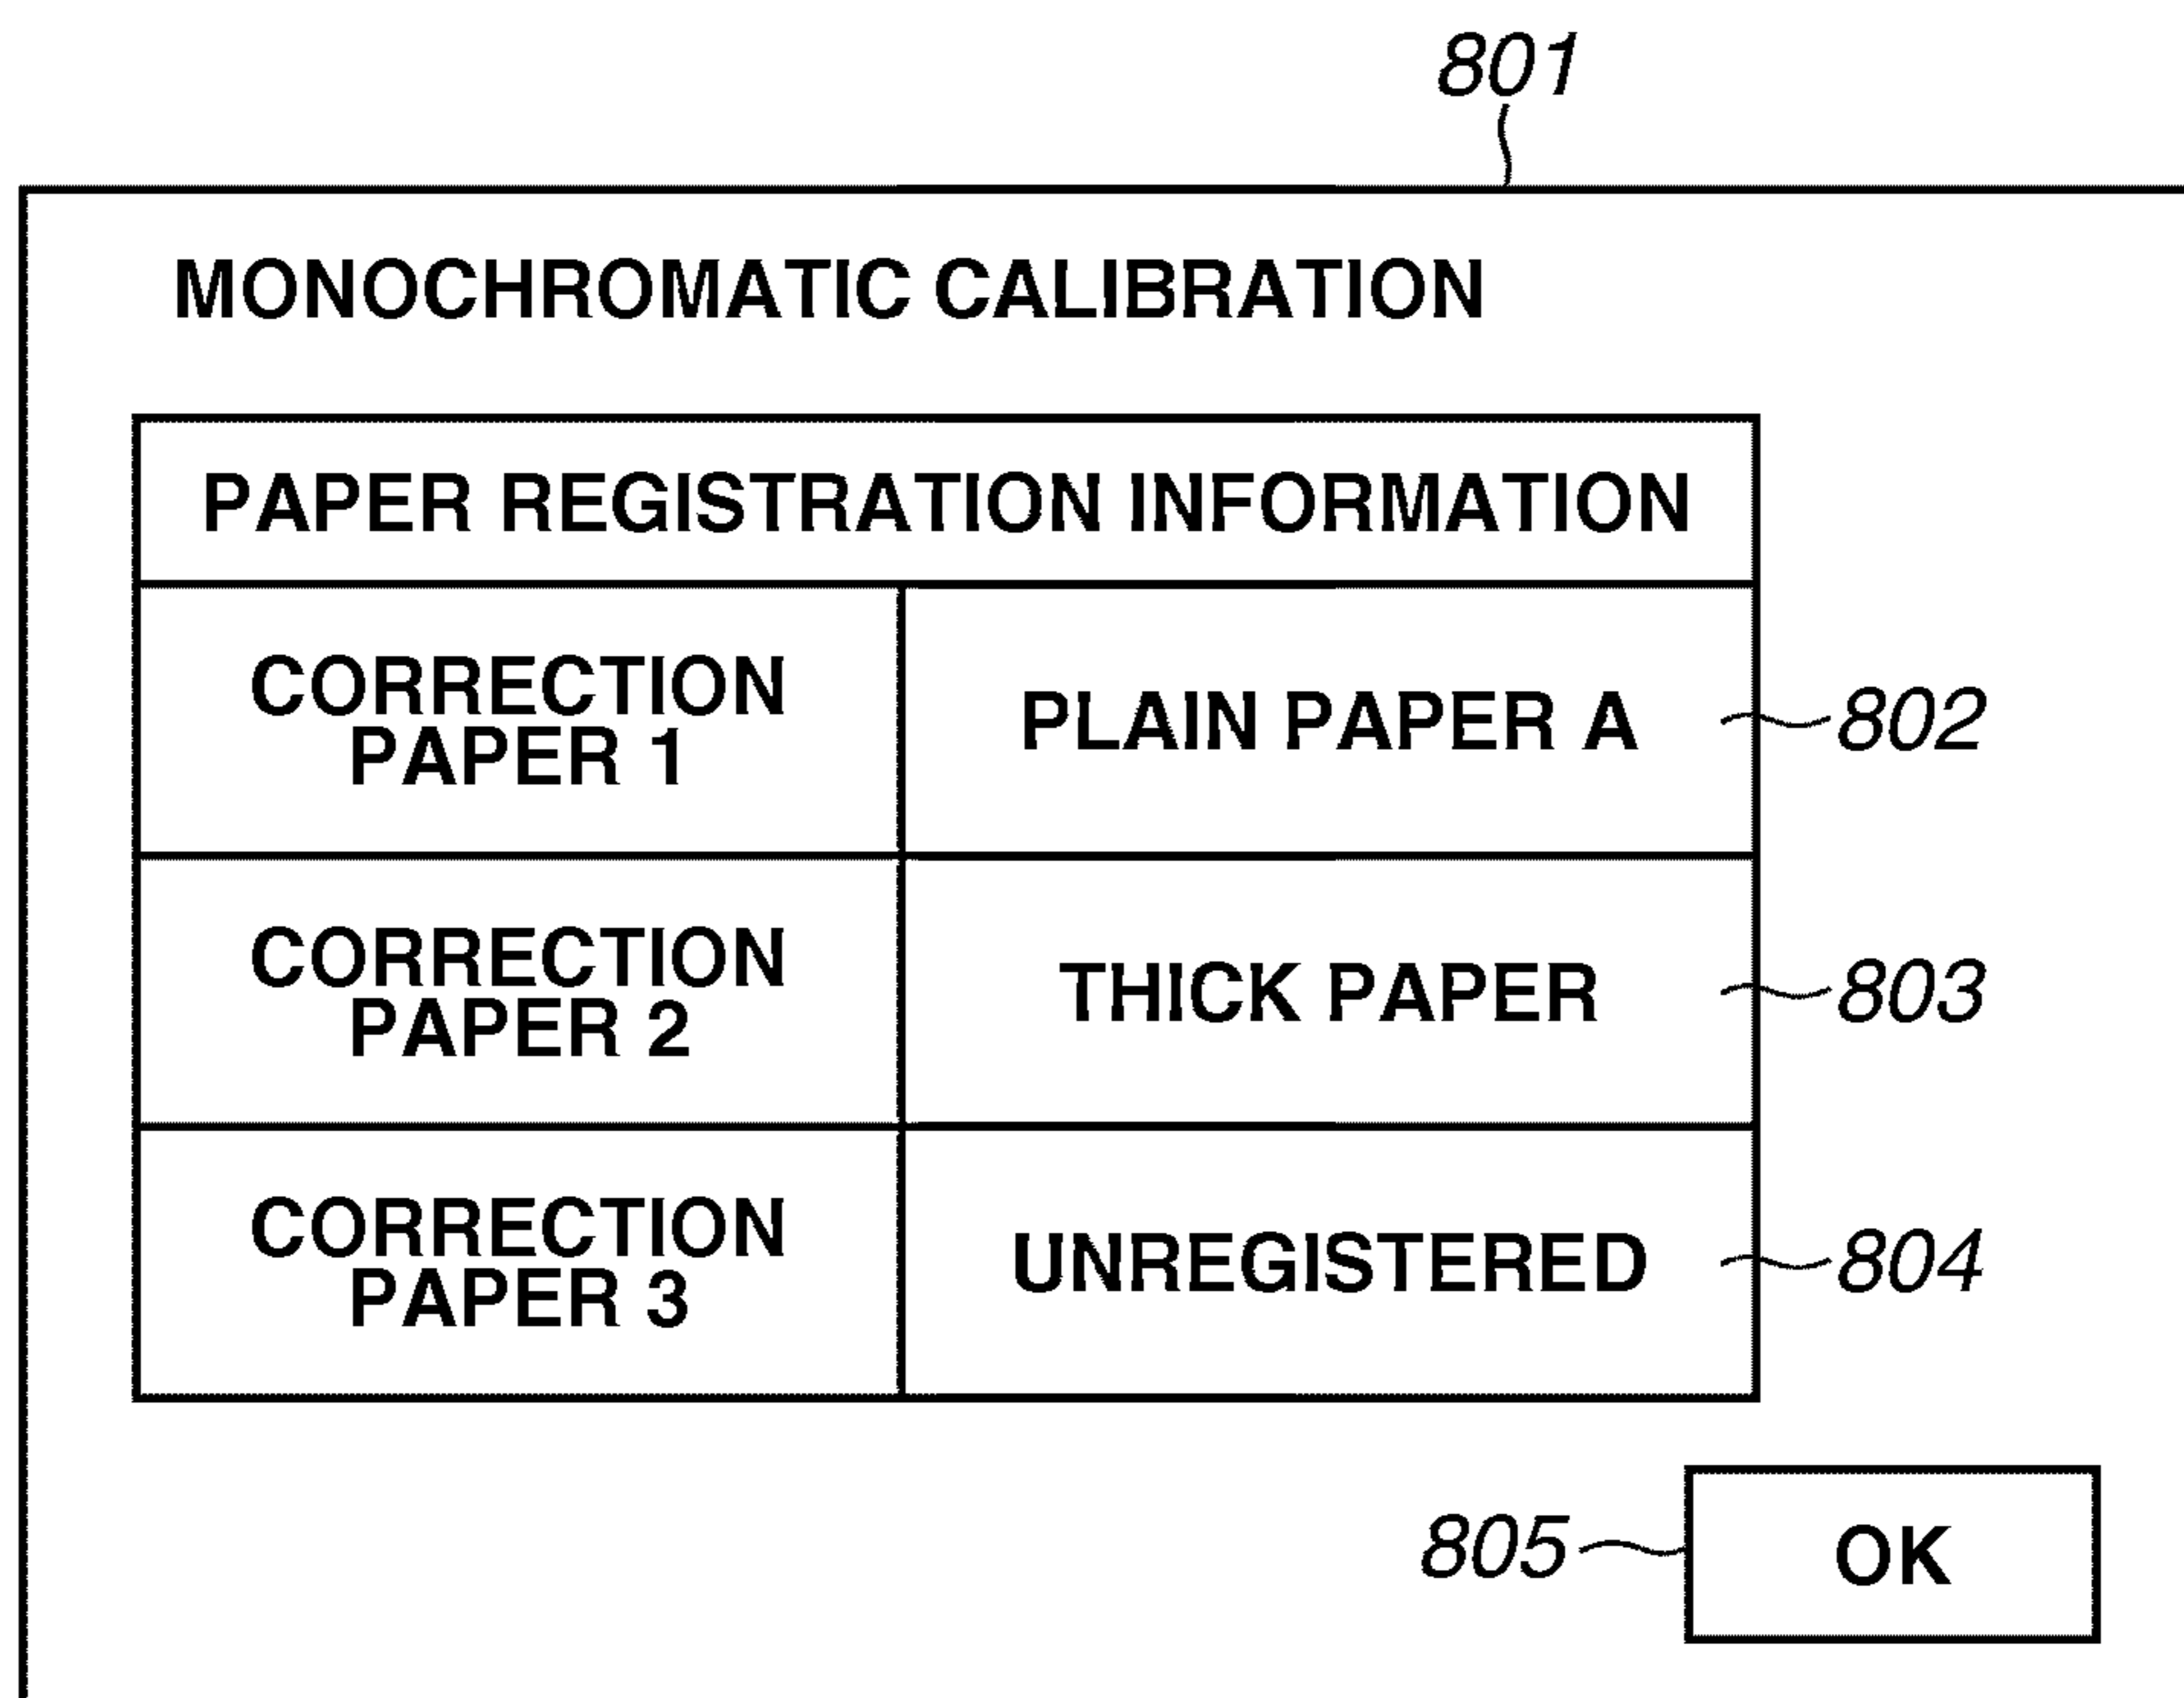 801
MONOCHROMATIC CALIBRATION
PAPER REGISTRATION INFORMATION
CORRECTION
PAPER 1
PLAIN PAPER A
802
CORRECTION
PAPER 2
THICK PAPER
803
CORRECTION
PAPER 3
UNREGISTERED
804
805
OK